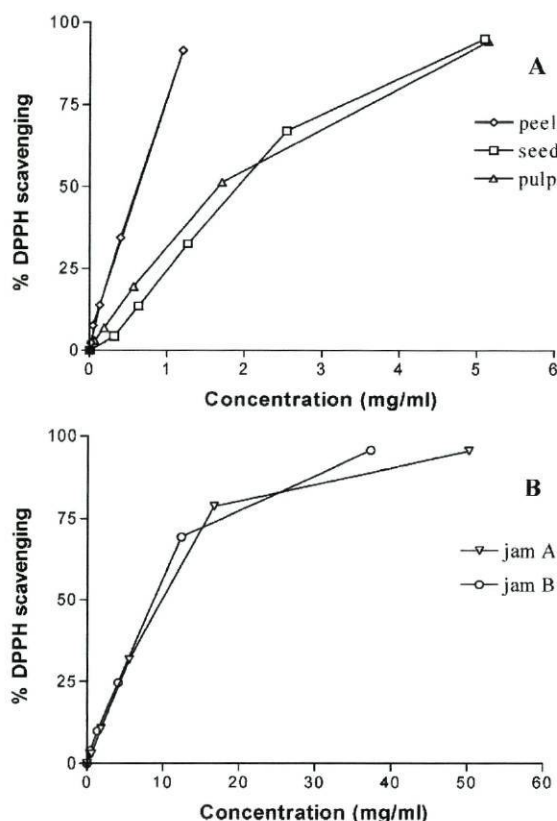 100
75
50
25
0
% DPPH scavenging
A
peel
seed
pulp
0 1 2 3 4 5 6
Concentration (mg/ml)
100
75
50
25
0
% DPPH scavenging
B
jam A
jam B
0 10 20 30 40 50 60
Concentration (mg/ml)